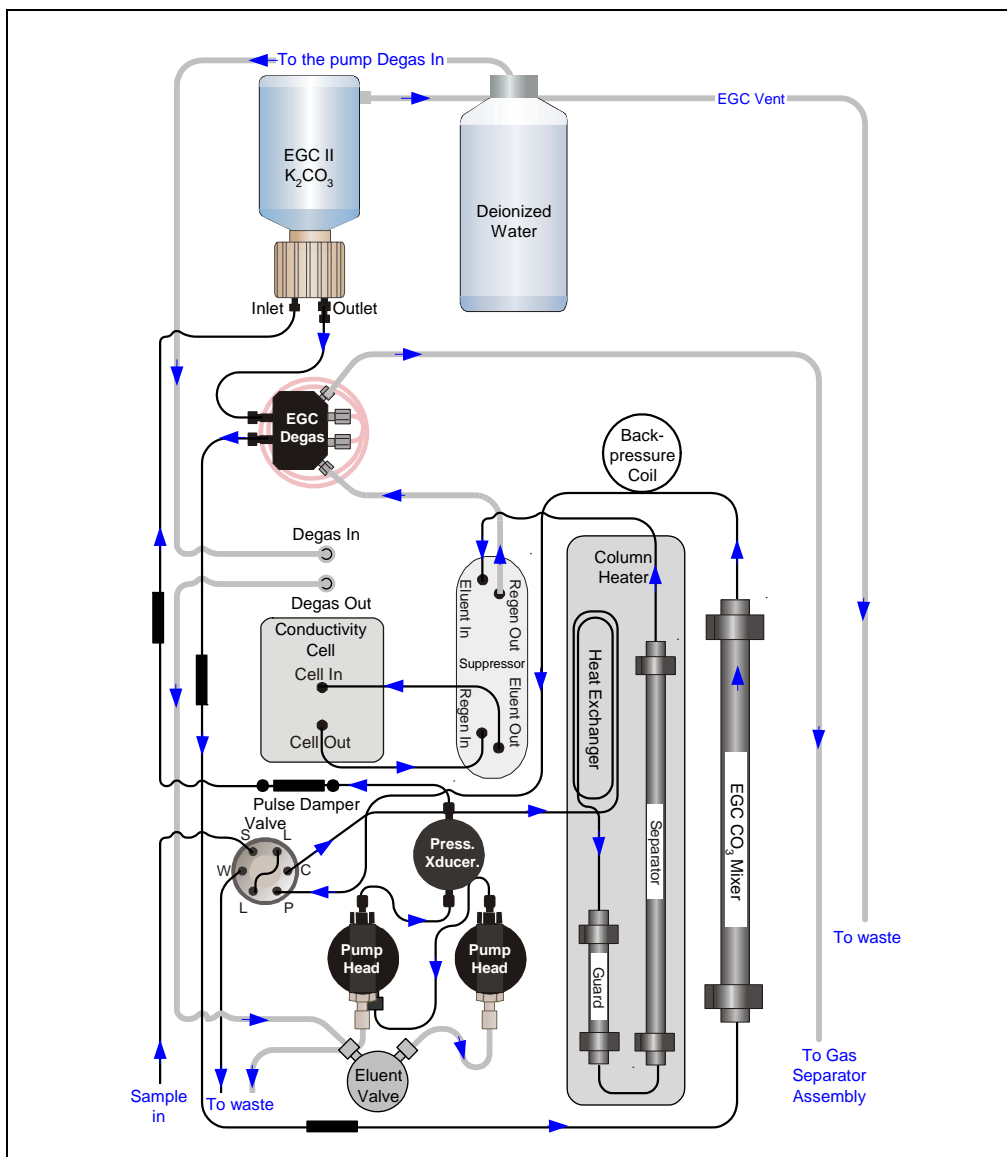 To the pump Degas In
EGC Vent
EGC II
K₂CO₃
Deionized
Water
Inlet
Outlet
EGC
Degas
Back-
pressure
Coil
Degas In
Degas Out
Column
Heater
Conductivity
Cell
Cell In
Cell Out
Eluent In
Regen Out
Suppressor
Regen In
Eluent Out
Heat Exchanger
Separator
Guard
EGC CO₃ Mixer
Pulse Damper
Valve
S
L
W
C
L
P
Press.
Xducer.
Pump
Head
Pump
Head
Eluent
Valve
To waste
To Gas
Separator
Assembly
Sample
in
To waste